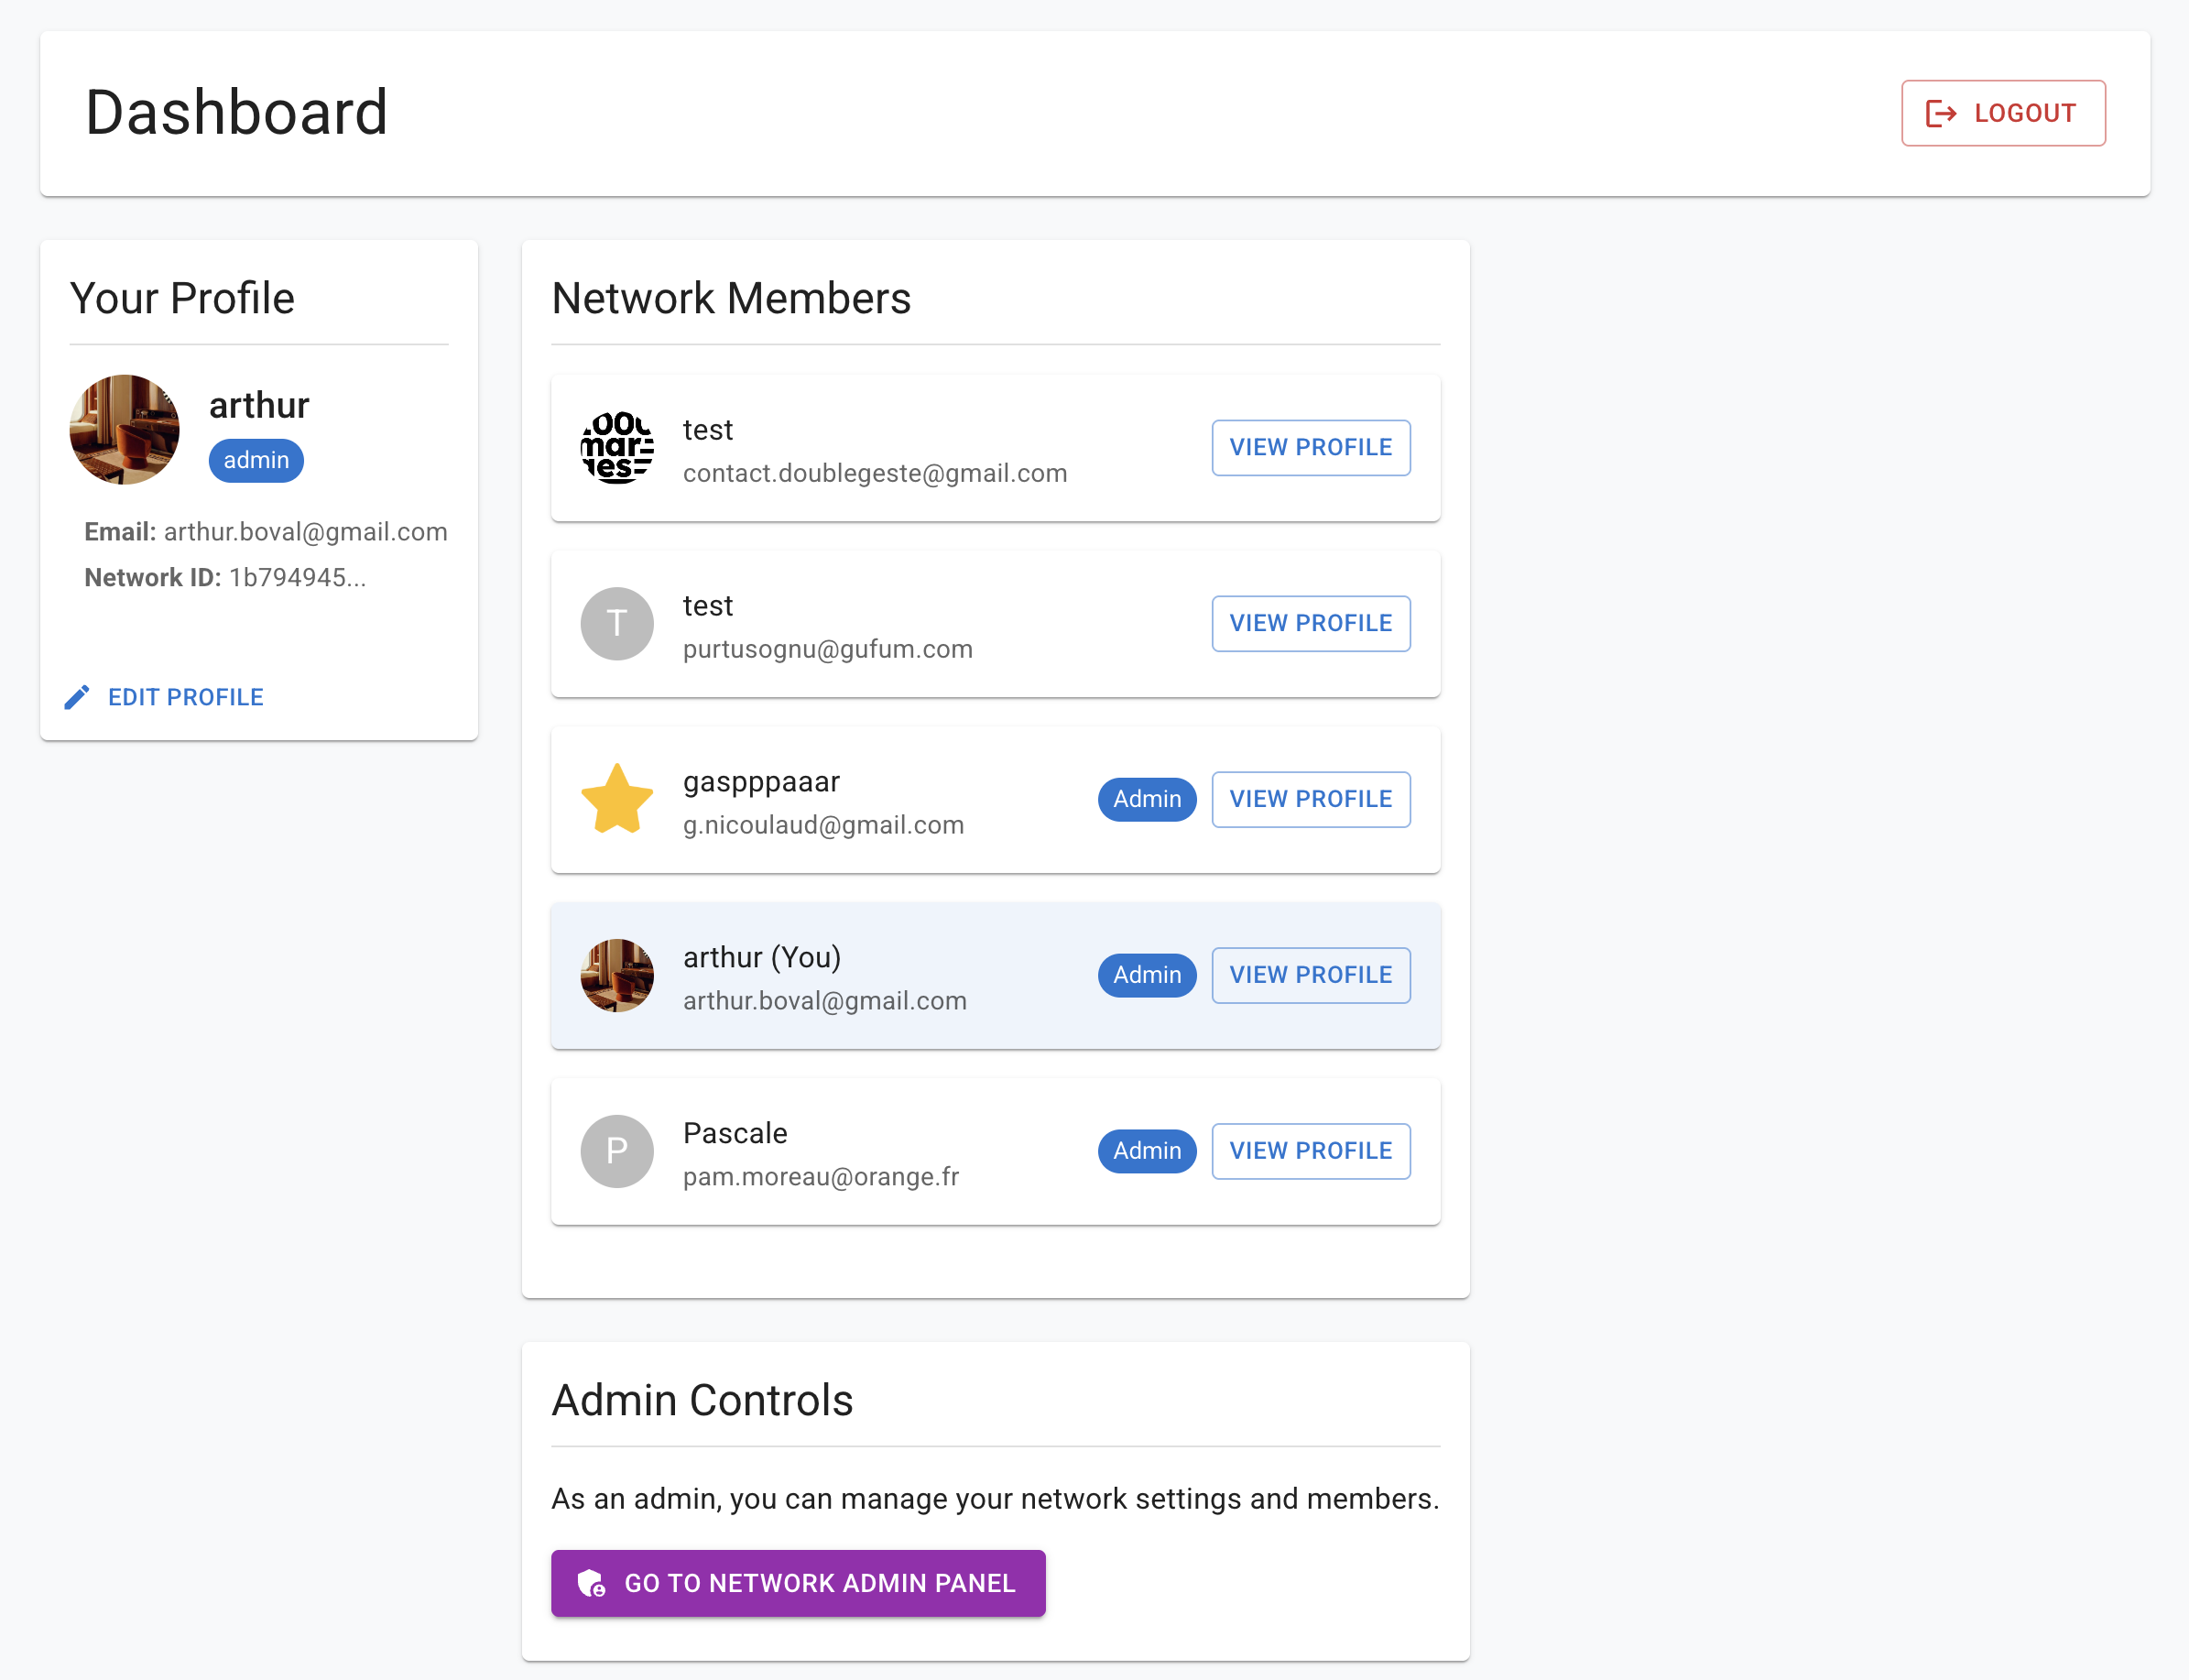 Dashboard
LOGOUT
Your Profile
arthur
admin
Email: arthur.boval@gmail.com
Network ID: 1b794945...
EDIT PROFILE
Network Members
test
contact.doublegeste@gmail.com
VIEW PROFILE
T
test
purtusognu@gufum.com
VIEW PROFILE
gaspppaaar
g.nicoulaud@gmail.com
Admin
VIEW PROFILE
arthur (You)
arthur.boval@gmail.com
Admin
VIEW PROFILE
P
Pascale
pam.moreau@orange.fr
Admin
VIEW PROFILE
Admin Controls
As an admin, you can manage your network settings and members.
GO TO NETWORK ADMIN PANEL